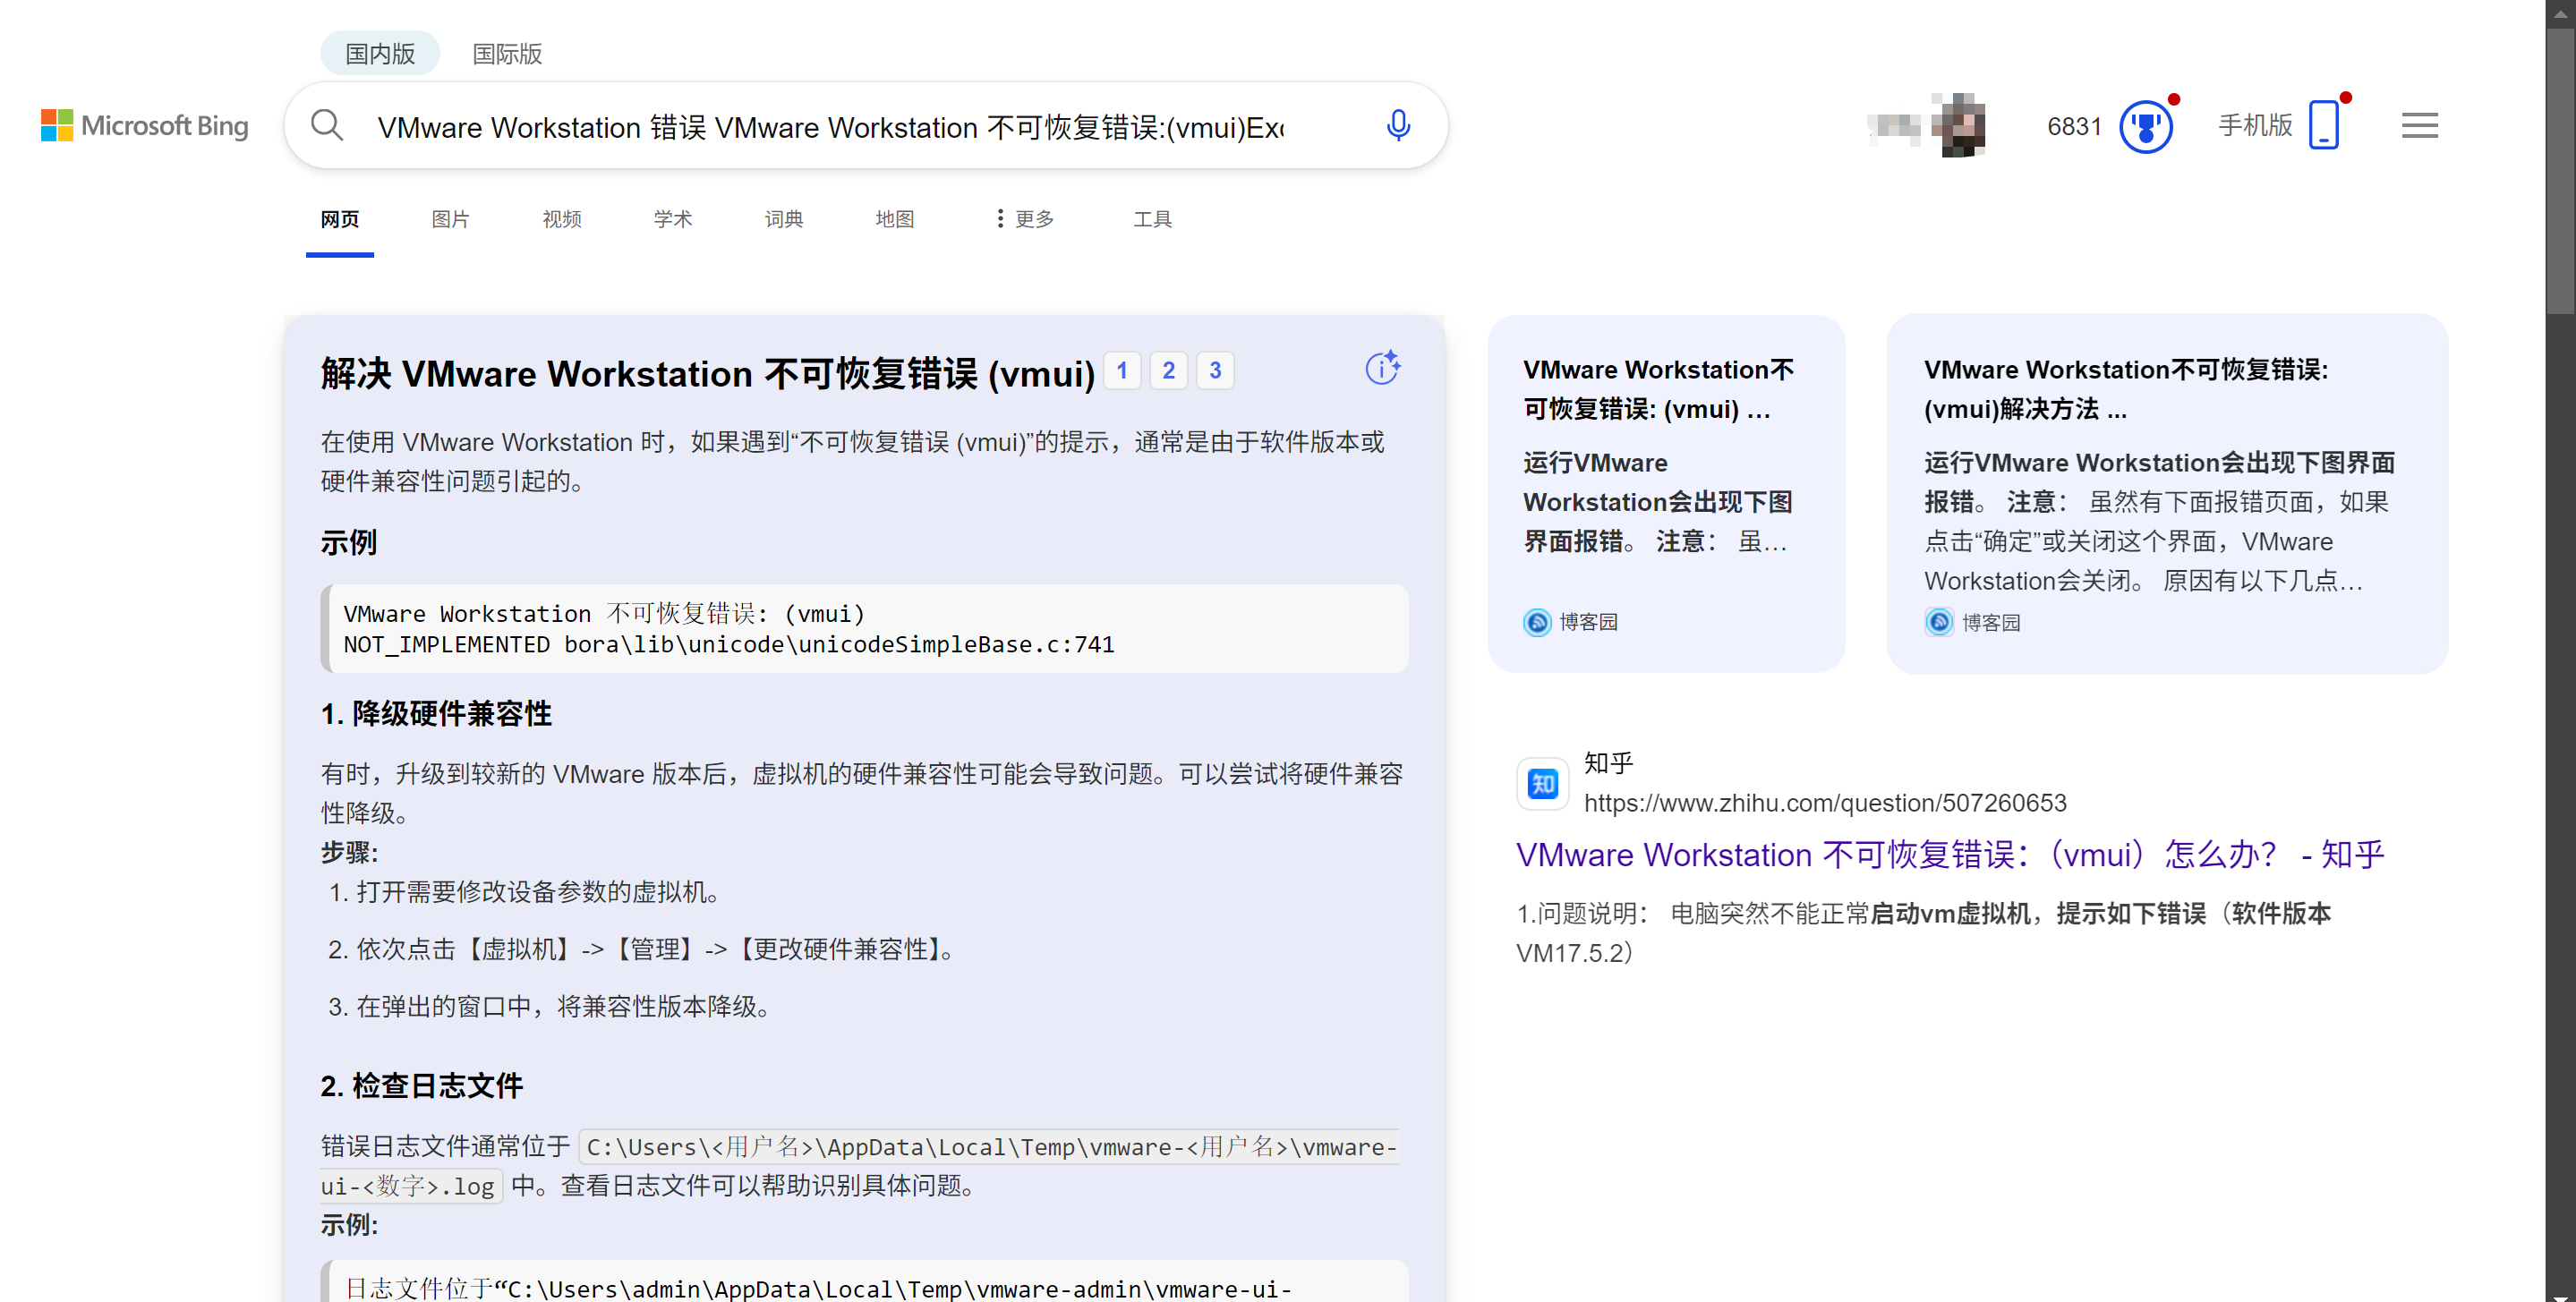 国内版 国际版
Microsoft Bing
VMware Workstation 错误 VMware Workstation 不可恢复错误:(vmui)Exc
6831
手机版
网页 图片 视频 学术 词典 地图 更多 工具
解决 VMware Workstation 不可恢复错误 (vmui) 1 2 3
在使用 VMware Workstation 时，如果遇到“不可恢复错误 (vmui)”的提示，通常是由于软件版本或
硬件兼容性问题引起的。
示例
VMware Workstation 不可恢复错误: (vmui)
NOT_IMPLEMENTED bora\lib\unicode\unicodeSimpleBase.c:741
1. 降级硬件兼容性
有时，升级到较新的 VMware 版本后，虚拟机的硬件兼容性可能会导致问题。可以尝试将硬件兼容
性降级。
步骤:
1. 打开需要修改设备参数的虚拟机。
2. 依次点击【虚拟机】->【管理】->【更改硬件兼容性】。
3. 在弹出的窗口中，将兼容性版本降级。
2. 检查日志文件
错误日志文件通常位于 C:\Users\<用户名>\AppData\Local\Temp\vmware-<用户名>\vmware-
ui-<数字>.log 中。查看日志文件可以帮助识别具体问题。
示例:
日志文件位于“C:\Users\admin\AppData\Local\Temp\vmware-admin\vmware-ui-
VMware Workstation不
可恢复错误: (vmui) …
运行VMware
Workstation会出现下图
界面报错。 注意： 虽…
博客园
VMware Workstation不可恢复错误:
(vmui)解决方法 ...
运行VMware Workstation会出现下图界面
报错。 注意： 虽然有下面报错页面，如果
点击“确定”或关闭这个界面，VMware
Workstation会关闭。 原因有以下几点…
博客园
知 知乎
https://www.zhihu.com/question/507260653
VMware Workstation 不可恢复错误：（vmui）怎么办？ - 知乎
1.问题说明： 电脑突然不能正常启动vm虚拟机，提示如下错误（软件版本
VM17.5.2）